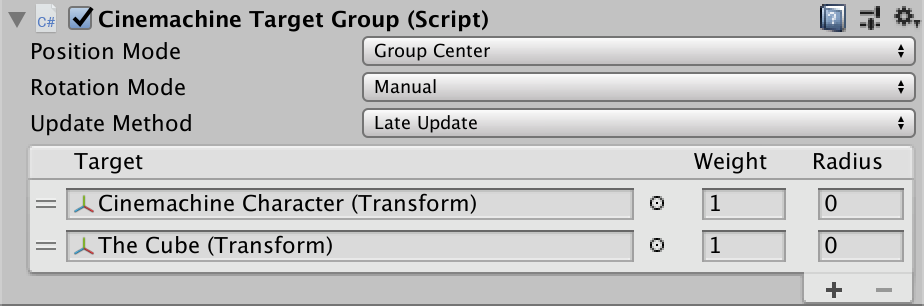 C# Cinemachine Target Group (Script)
Position Mode Group Center
Rotation Mode Manual
Update Method Late Update
Target Weight Radius
Cinemachine Character (Transform) 1 0
The Cube (Transform) 1 0